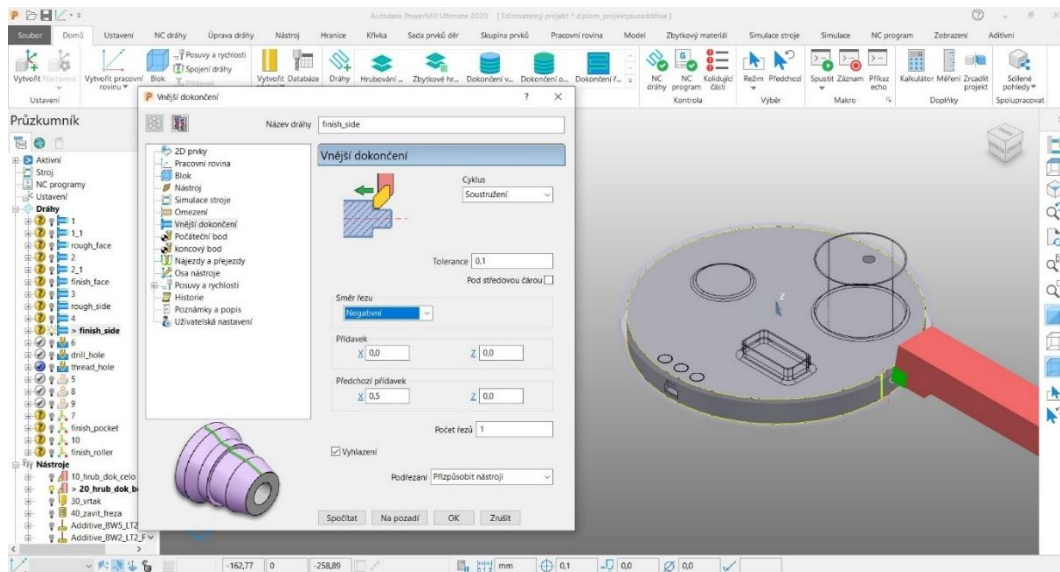 Autodesk PowerMill Ultimate 2020 [ Editovatelný projekt * diplom_projektplusadditive ]
Soubor Domů Ustavení NC dráhy Úprava dráhy Nástroj Hranice Křivka Sada prvků děr Skupina prvků Pracovní rovina Model Zbytkový materiál Simulace stroje Simulace NC program Zobrazení Aditivní
Posuvy a rychlosti
Spojení dráhy
Vytvořit Nastavení Vytvořit pracovní rovinu Blok Vytvořit Databáze Dráhy Hrubování ... Zbytkové hr... Dokončení v... Dokončení o... Dokončení ř... NC dráhy NC program Kolidující části Režim Předchozí Spustit Záznam Příkaz echo Kalkulátor Měření Zrcadlit projekt Sdílené pohledy
Ustavení Kontrola Výběr Makro Doplňky Spolupracovat
Průzkumník
Aktivní
Stroj
NC programy
Ustavení
Dráhy
1
1_1
rough_face
2
2_1
finish_face
3
rough_side
4
> finish_side
6
drill_hole
thread_hole
5
8
9
7
finish_pocket
10
finish_roller
Nástroje
10_hrub_dok_celo
> 20_hrub_dok_b
30_vrtak
40_zavit_freza
Additive_BW5_LT2
Additive_BW2_LT2_F
Vnější dokončení
? ×
Název dráhy finish_side
2D prvky
Pracovní rovina
Blok
Nástroj
Simulace stroje
Omezení
Vnější dokončení
Počáteční bod
koncový bod
Nájezdy a přejezdy
Osa nástroje
Posuvy a rychlosti
Historie
Poznámky a popis
Uživatelská nastavení
Vnější dokončení
Cyklus
Soustružení
Tolerance 0,1
Pod středovou čárou
Směr řezu
Negativní
Přídavek
X 0,0 Z 0,0
Předchozí přídavek
X 0,5 Z 0,0
Počet řezů 1
Vyhlazení
Podřezání Přizpůsobit nástroji
Spočítat Na pozadí OK Zrušit
Z
-162,77 0 -258,89 mm 0,1 0,0 0,0